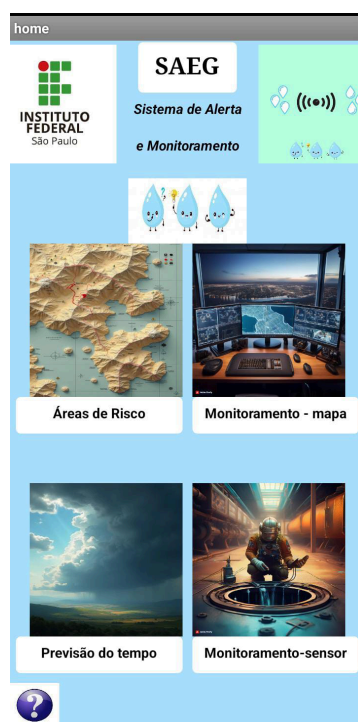 home
SAEG
INSTITUTO
FEDERAL
São Paulo
Sistema de Alerta
e Monitoramento
Áreas de Risco
Monitoramento - mapa
Previsão do tempo
Monitoramento-sensor
?